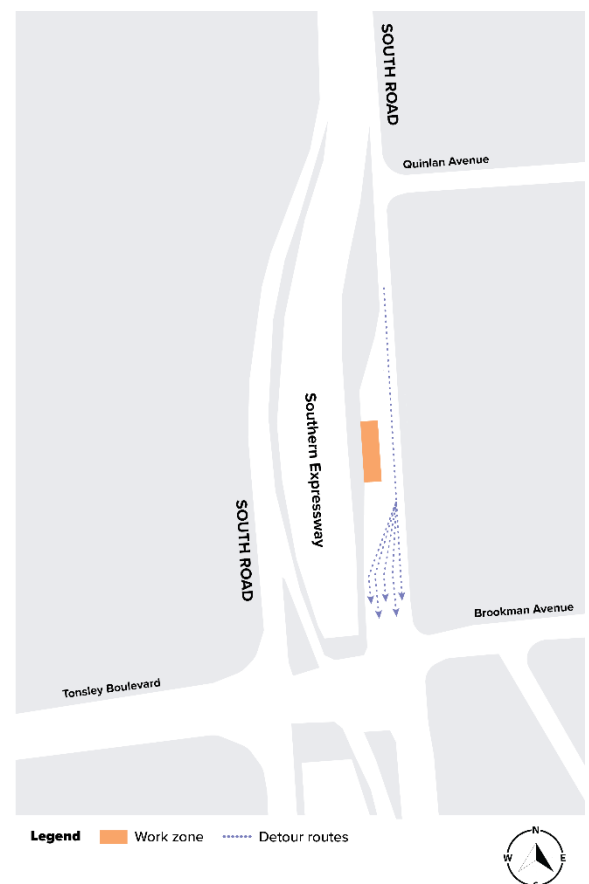 SOUTH ROAD
Quinlan Avenue
Southern Expressway
SOUTH ROAD
Brookman Avenue
Tonsley Boulevard
Legend Work zone Detour routes
N
W E
S